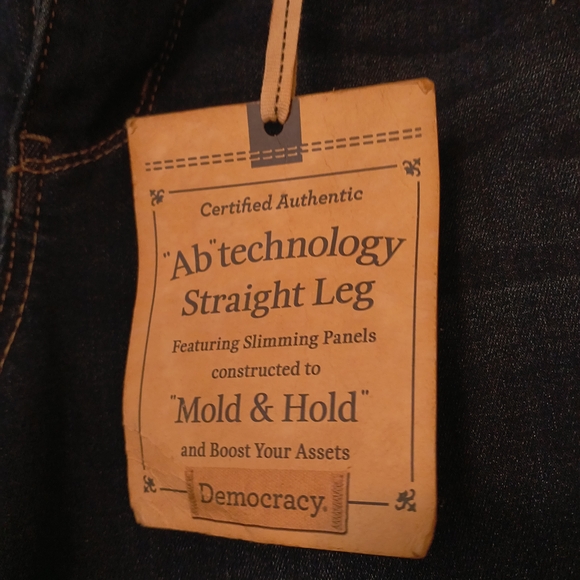 Certified Authentic
"Ab"technology
Straight Leg
Featuring Slimming Panels
constructed to
"Mold & Hold"
and Boost Your Assets
Democracy.